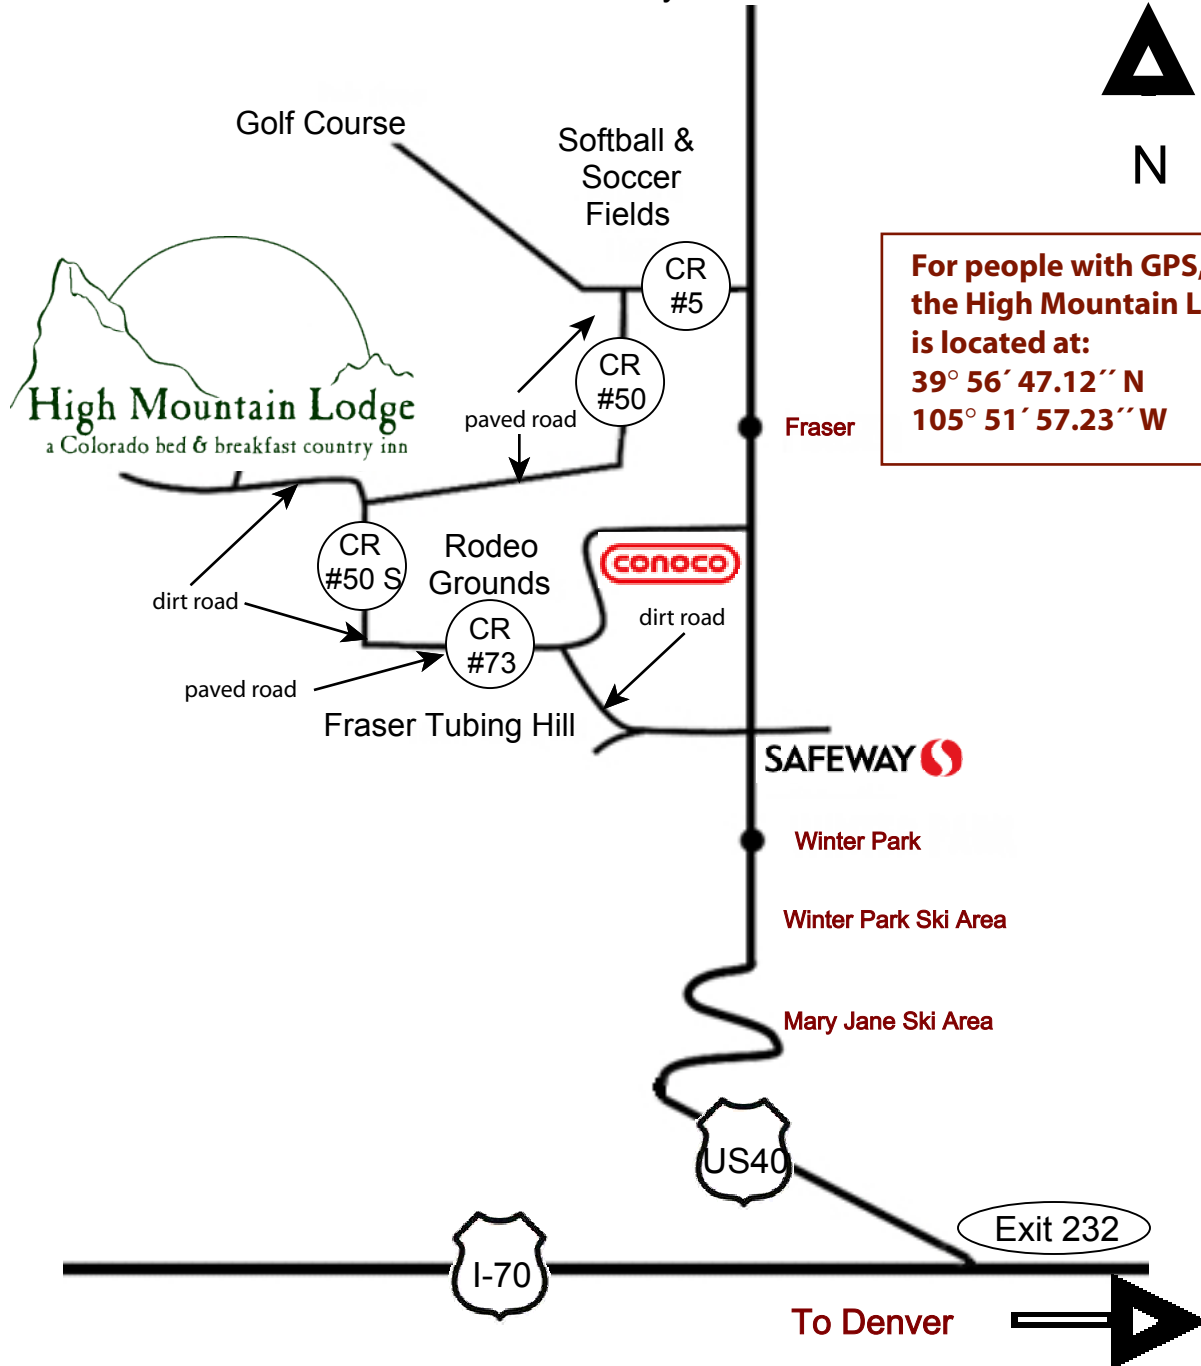 Golf Course
Softball &
Soccer
Fields
N
CR
#5
For people with GPS,
the High Mountain L
is located at:
39° 56´ 47.12´´ N
105° 51´ 57.23´´ W
CR
#50
High Mountain Lodge
a Colorado bed & breakfast country inn
paved road
Fraser
CR
#50 S
Rodeo
Grounds
conoco
dirt road
dirt road
CR
#73
paved road
Fraser Tubing Hill
SAFEWAY
Winter Park
Winter Park Ski Area
Mary Jane Ski Area
US40
Exit 232
I-70
To Denver